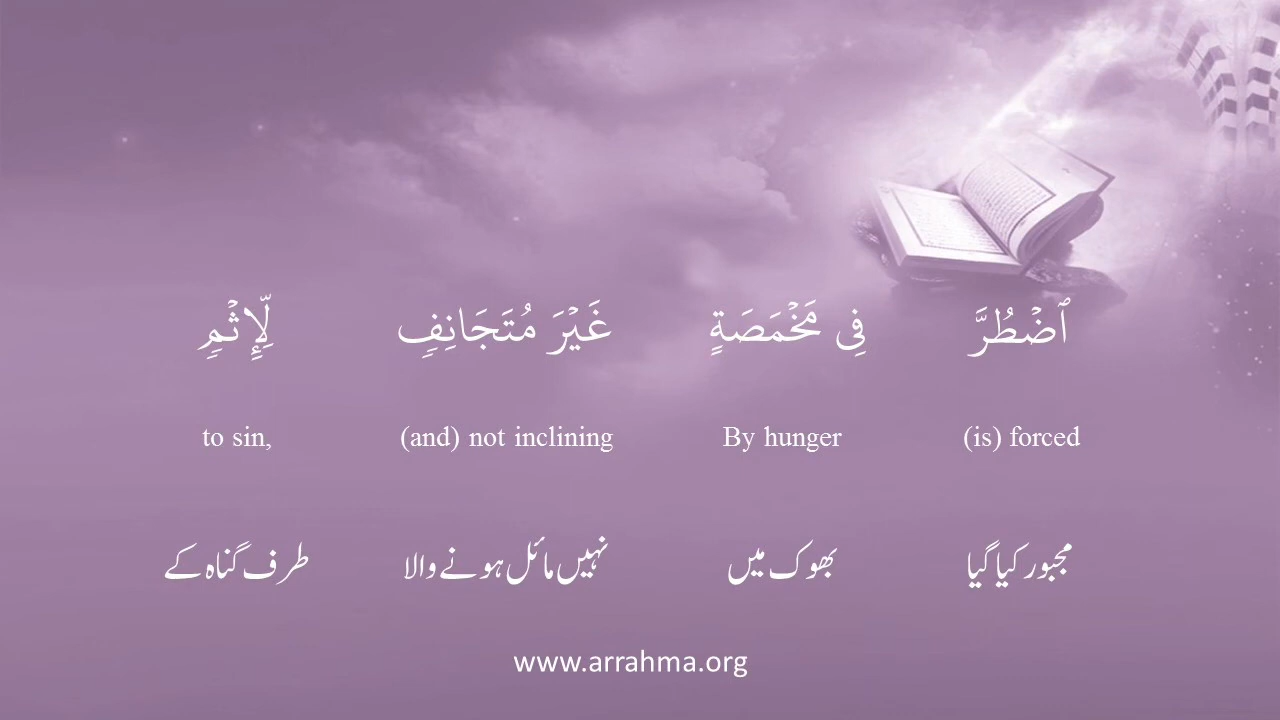 ٱضۡطُرَّ فِى مَخۡمَصَةٍ غَيۡرَ مُتَجَانِفٍ لِّإِثۡمٍ
(is) forced By hunger (and) not inclining to sin,
مجبور کیا گیا بھوک میں نہیں مائل ہونے والا طرف گناہ کے
www.arrahma.org